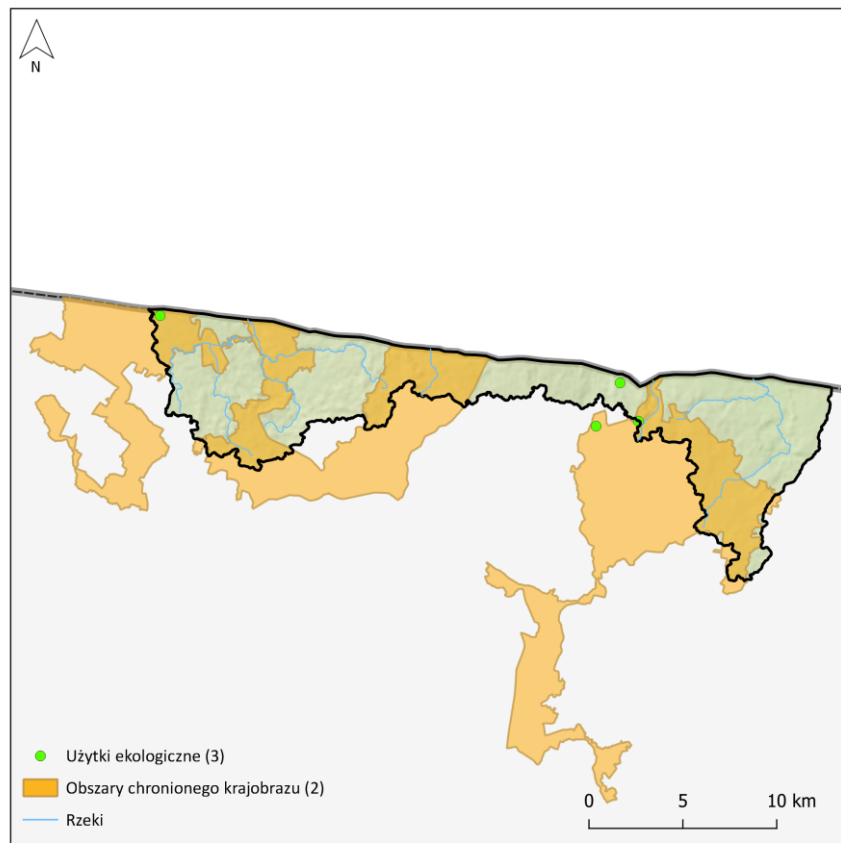 N
Użytki ekologiczne (3)
Obszary chronionego krajobrazu (2)
Rzeki
0 5 10 km